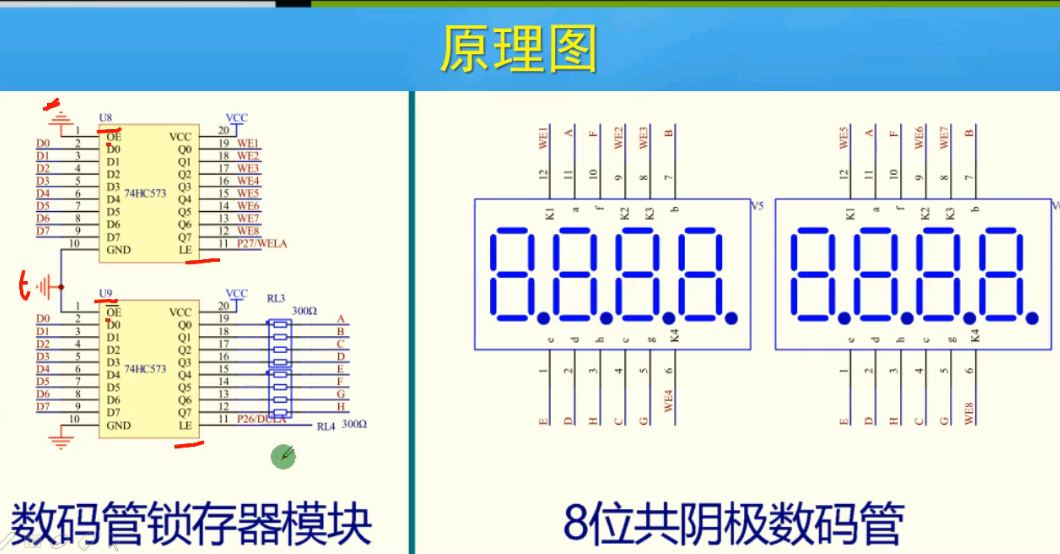 原理图
U8
VCC
1 OE VCC 20
D0 2 D0 Q0 19 WE1
D1 3 D1 Q1 18 WE2
D2 4 D2 Q2 17 WE3
D3 5 D3 Q3 16 WE4
D4 6 D4 Q4 15 WE5
D5 7 D5 Q5 14 WE6
D6 8 D6 Q6 13 WE7
D7 9 D7 Q7 12 WE8
10 GND LE 11 P27/WELA
74HC573
U9
VCC
RL3
300Ω
1 OE VCC 20
D0 2 D0 Q0 19 A
D1 3 D1 Q1 18 B
D2 4 D2 Q2 17 C
D3 5 D3 Q3 16 D
D4 6 D4 Q4 15 E
D5 7 D5 Q5 14 F
D6 8 D6 Q6 13 G
D7 9 D7 Q7 12 H
10 GND LE 11 P26/DULA
74HC573
RL4 300Ω
数码管锁存器模块
WE1 A F WE2 WE3 B
12 11 10 9 8 7
K1 a f K2 K3 b
V5
e d h c g K4
1 2 3 4 5 6
E D H C G WE4
WE5 A F WE6 WE7 B
12 11 10 9 8 7
K1 a f K2 K3 b
e d h c g K4
1 2 3 4 5 6
E D H C G WE8
8位共阴极数码管